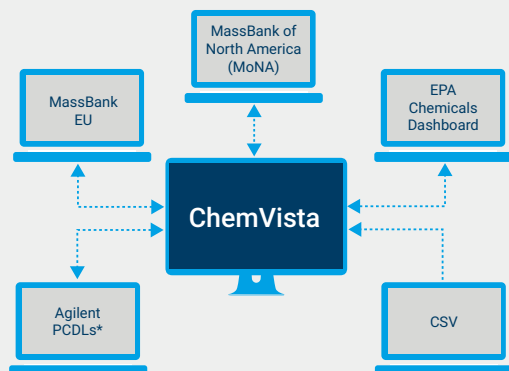 MassBank of
North America
(MoNA)
MassBank
EU
EPA
Chemicals
Dashboard
ChemVista
Agilent
PCDLs*
CSV